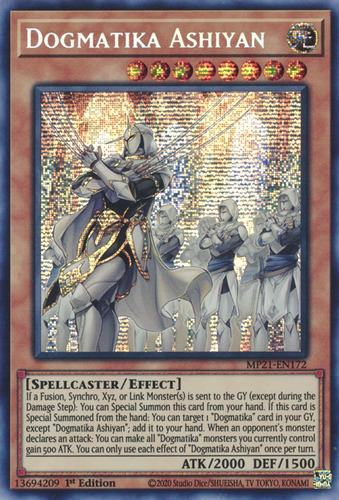 DOGMATIKA ASHIYAN
MP21-EN172
[SPELLCASTER/EFFECT]
If a Fusion, Synchro, Xyz, or Link Monster(s) is sent to the GY (except during the
Damage Step): You can Special Summon this card from your hand. If this card is
Special Summoned from the hand: You can target 1 "Dogmatika" card in your GY,
except "Dogmatika Ashiyan"; add it to your hand. When an opponent's monster
declares an attack: You can make all "Dogmatika" monsters you currently control
gain 500 ATK. You can only use each effect of "Dogmatika Ashiyan" once per turn.
ATK/2000 DEF/1500
13694209 1st Edition ©2020 Studio Dice/SHUEISHA, TV TOKYO, KONAMI